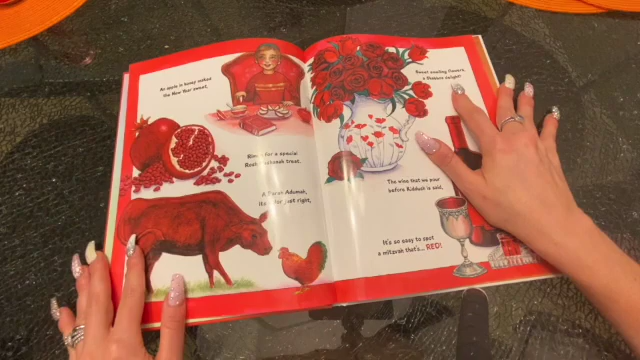 An apple in honey makes
the New Year sweet,
Rimon for a special
Rosh Hashanah treat.
A Parah Adumah,
it's just right,
Sweet smelling flowers,
a Shabbos delight!
The wine that we pour
before Kiddush is said,
It's so easy to spot
a mitzvah that's... RED!